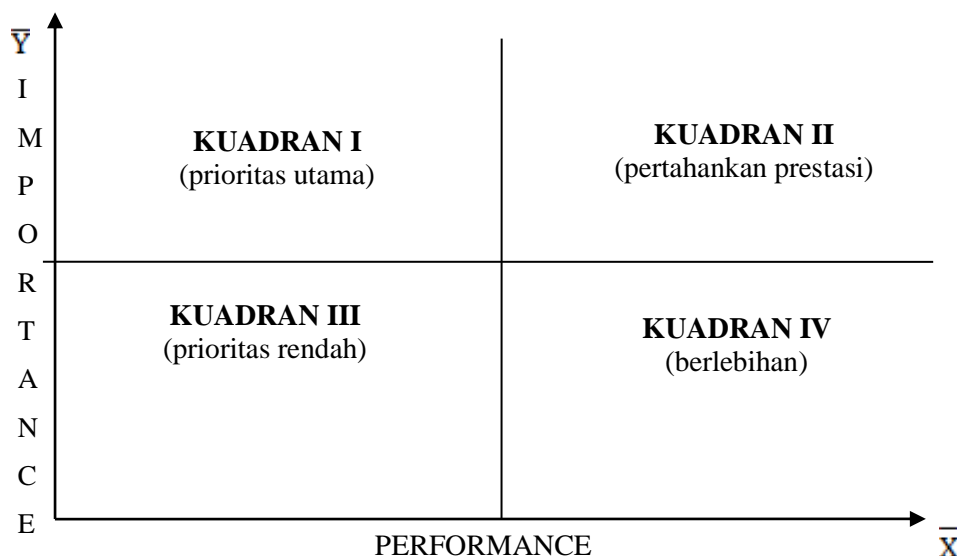 Y̅
I
M
P
O
R
T
A
N
C
E
KUADRAN I
(prioritas utama)
KUADRAN II
(pertahankan prestasi)
KUADRAN III
(prioritas rendah)
KUADRAN IV
(berlebihan)
PERFORMANCE
X̅